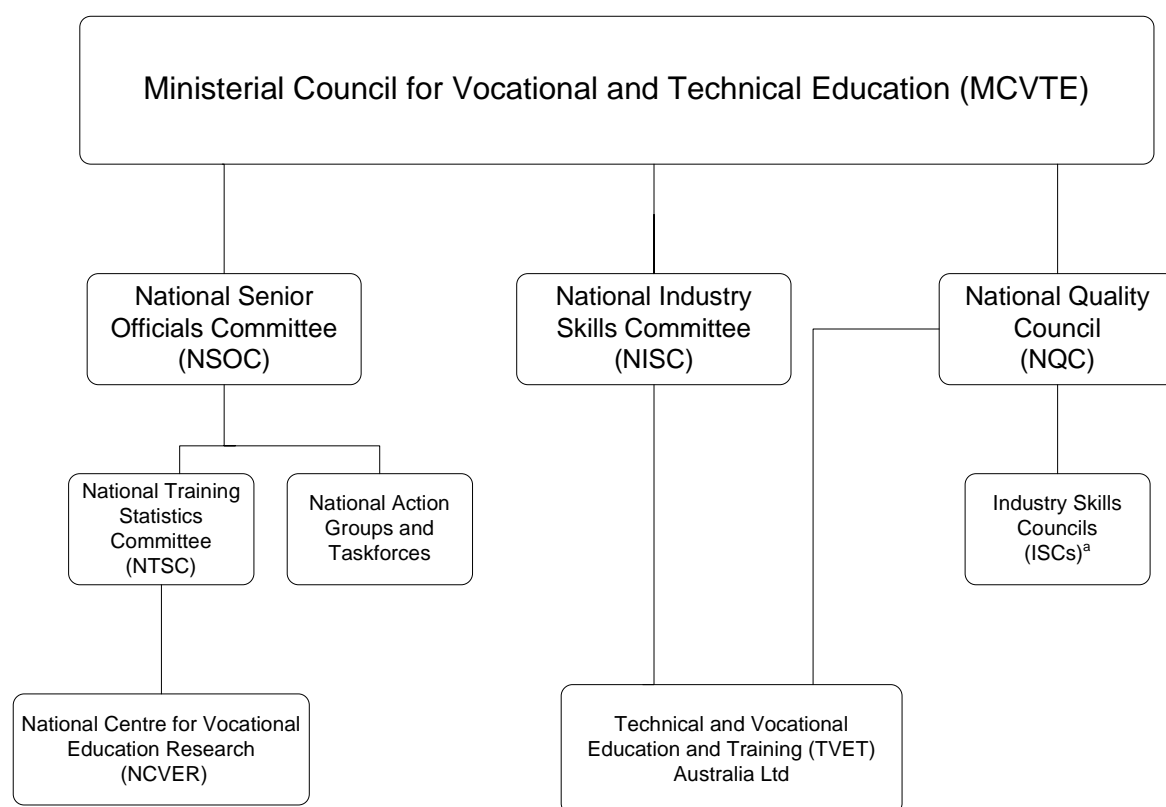 Ministerial Council for Vocational and Technical Education (MCVTE)
National Senior
Officials Committee
(NSOC)
National Industry
Skills Committee
(NISC)
National Quality
Council
(NQC)
National Training
Statistics
Committee
(NTSC)
National Action
Groups and
Taskforces
Industry Skills
Councils
(ISCs)ᵃ
National Centre for Vocational
Education Research
(NCVER)
Technical and Vocational
Education and Training (TVET)
Australia Ltd